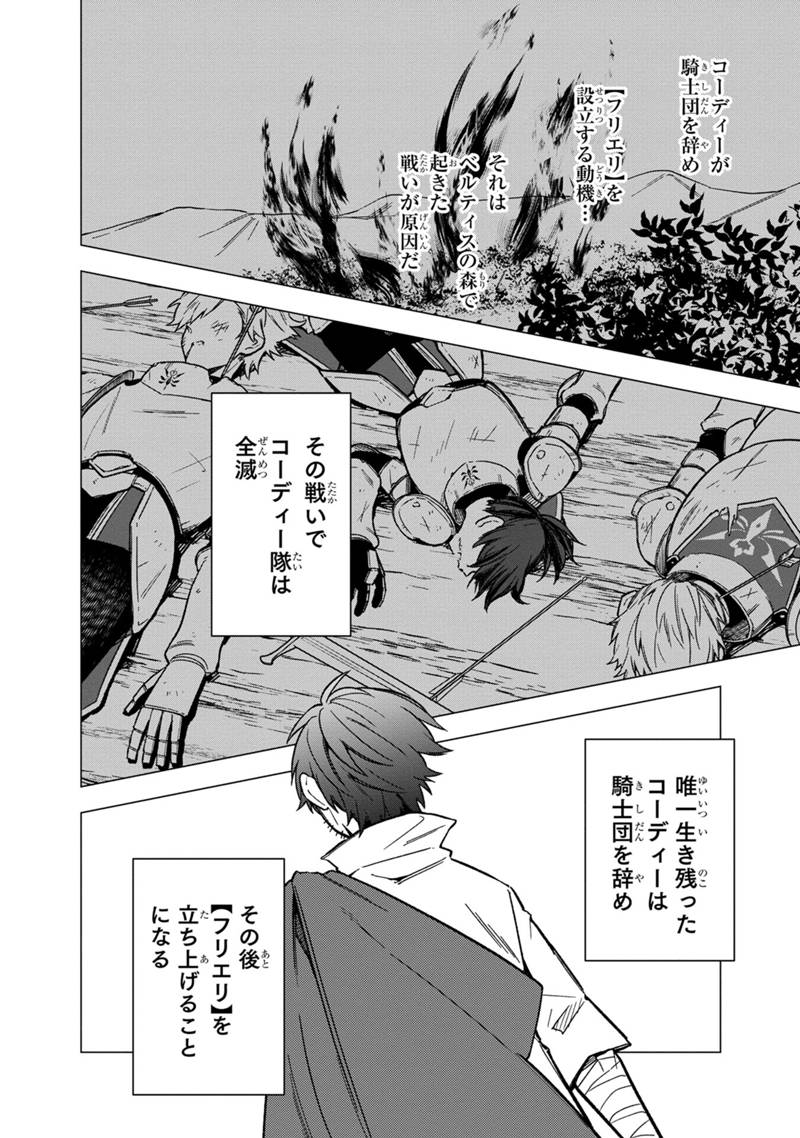 コーディーが
騎士団を辞め
【フリエリ】を
設立する動機…
それは
ベルティスの森で
起きた
戦いが原因だ
その戦いで
コーディー隊は
全滅
唯一生き残った
コーディーは
騎士団を辞め
その後
【フリエリ】を
立ち上げること
になる